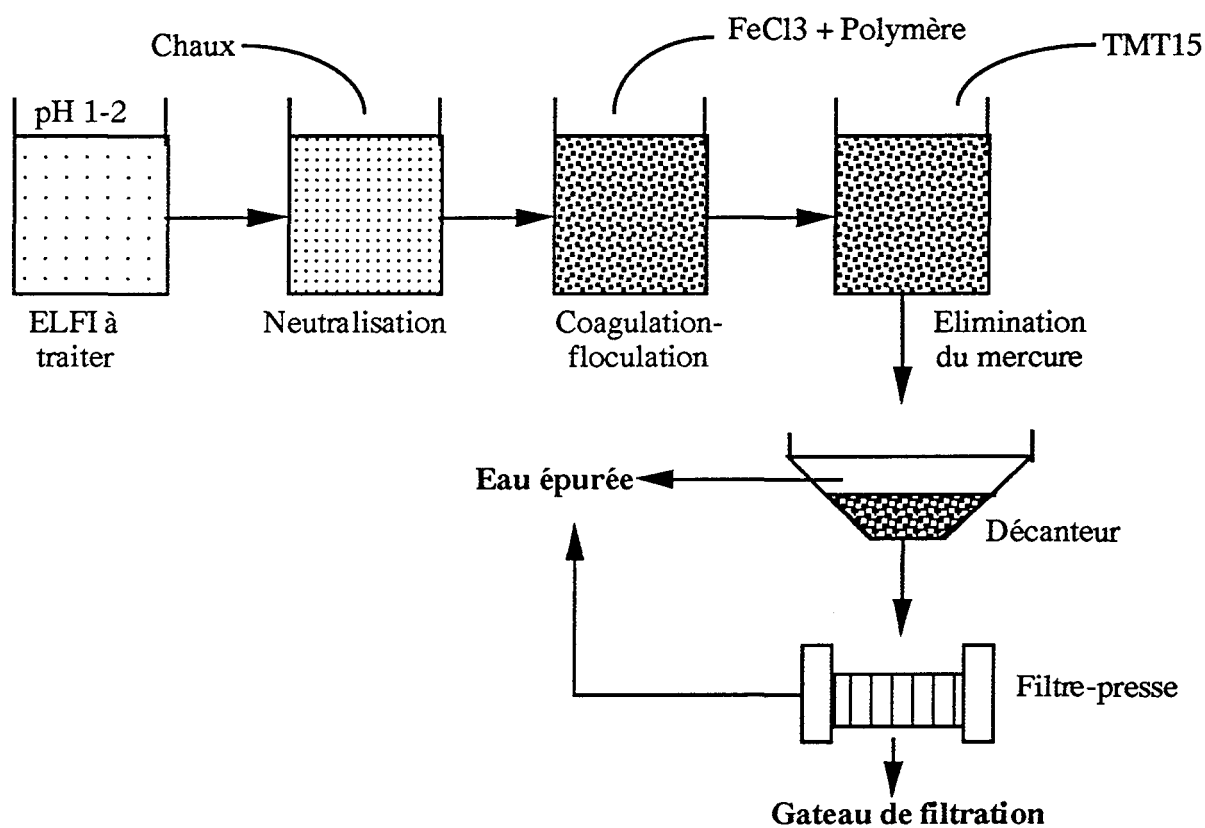 Chaux
FeCl3 + Polymère
TMT15
pH 1-2
ELFI à
traiter
Neutralisation
Coagulation-
floculation
Elimination
du mercure
Eau épurée
Décanteur
Filtre-presse
Gateau de filtration